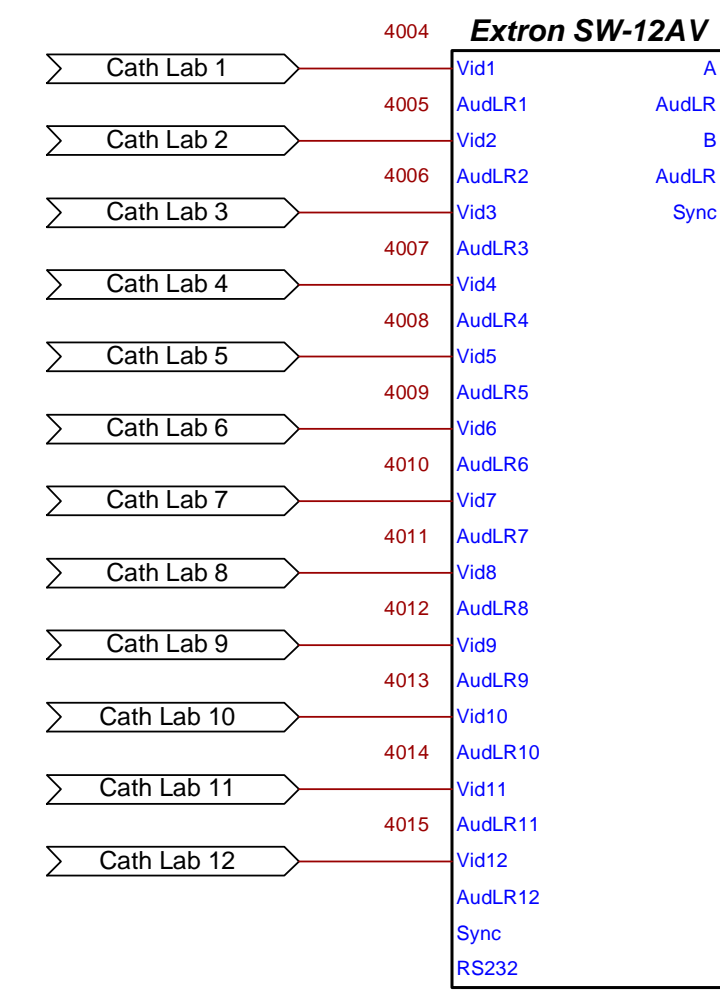 4004 Extron SW-12AV
Cath Lab 1 Vid1 A
4005 AudLR1 AudLR
Cath Lab 2 Vid2 B
4006 AudLR2 AudLR
Cath Lab 3 Vid3 Sync
4007 AudLR3
Cath Lab 4 Vid4
4008 AudLR4
Cath Lab 5 Vid5
4009 AudLR5
Cath Lab 6 Vid6
4010 AudLR6
Cath Lab 7 Vid7
4011 AudLR7
Cath Lab 8 Vid8
4012 AudLR8
Cath Lab 9 Vid9
4013 AudLR9
Cath Lab 10 Vid10
4014 AudLR10
Cath Lab 11 Vid11
4015 AudLR11
Cath Lab 12 Vid12
AudLR12
Sync
RS232